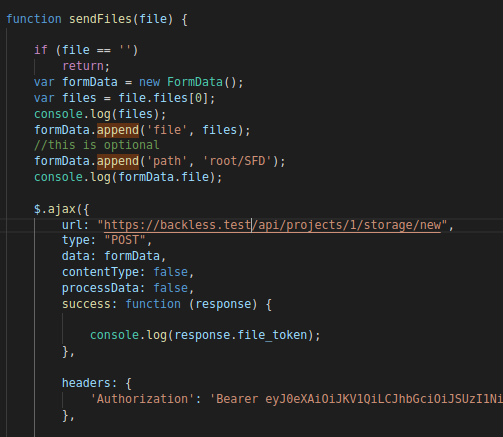 function sendFiles(file) {
if (file == '')
return;
var formData = new FormData();
var files = file.files[0];
console.log(files);
formData.append('file', files);
//this is optional
formData.append('path', 'root/SFD');
console.log(formData.file);
$.ajax({
url: "https://backless.test/api/projects/1/storage/new",
type: "POST",
data: formData,
contentType: false,
processData: false,
success: function (response) {
console.log(response.file_token);
},
headers: {
'Authorization': 'Bearer eyJ0eXAiOiJKV1QiLCJhbGciOiJSUzI1Ni
},